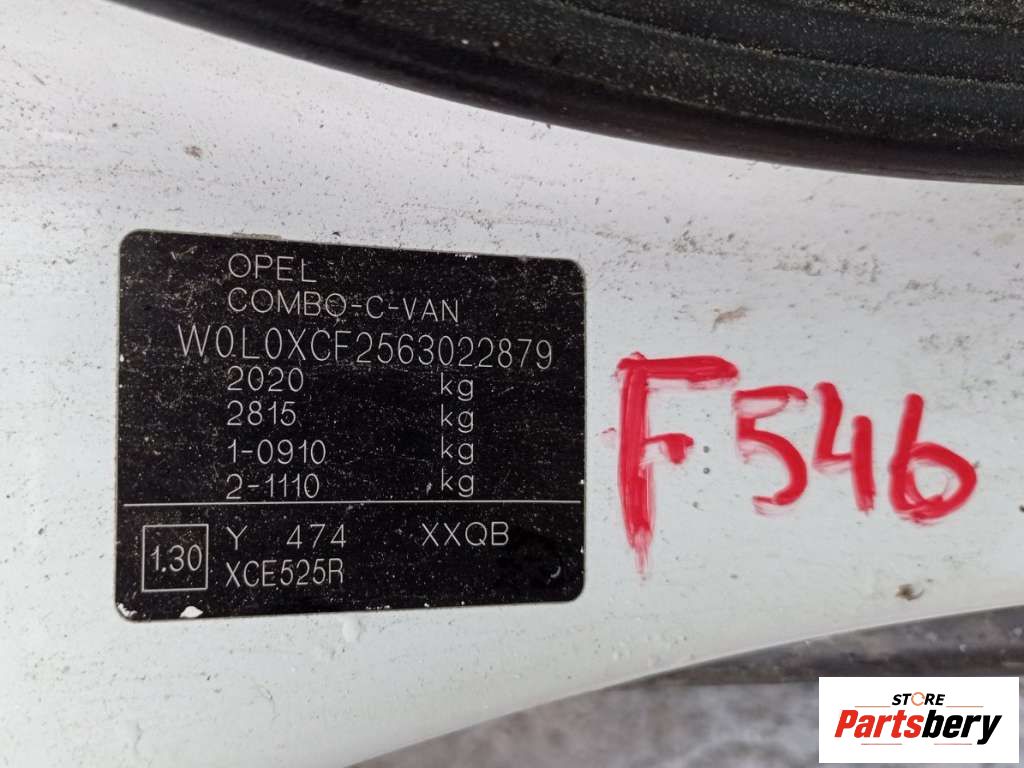 OPEL
COMBO-C-VAN
W0L0XCF2563022879
2020 kg
2815 kg
1-0910 kg
2-1110 kg
1.30 Y 474 XXQB
XCE525R
F546
STORE
Partsbery